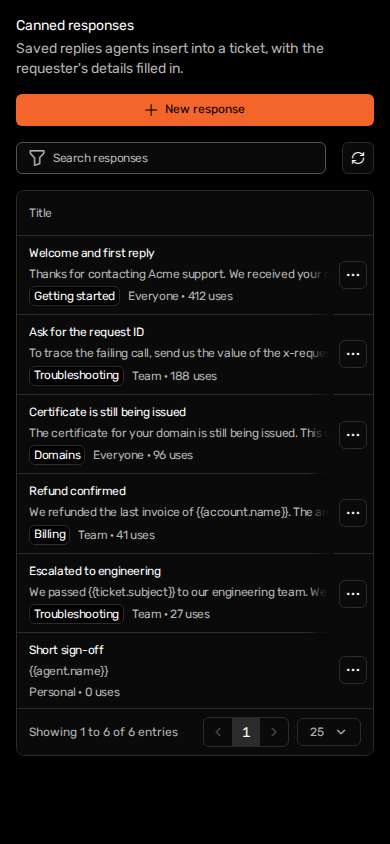 Canned responses
Saved replies agents insert into a ticket, with the
requester's details filled in.
New response
Search responses
Title
Welcome and first reply
Thanks for contacting Acme support. We received your
Getting started Everyone • 412 uses
Ask for the request ID
To trace the failing call, send us the value of the x-reque
Troubleshooting Team • 188 uses
Certificate is still being issued
The certificate for your domain is still being issued. This
Domains Everyone • 96 uses
Refund confirmed
We refunded the last invoice of {{account.name}}. The
Billing Team • 41 uses
Escalated to engineering
We passed {{ticket.subject}} to our engineering team. We
Troubleshooting Team • 27 uses
Short sign-off
{{agent.name}}
Personal • 0 uses
Showing 1 to 6 of 6 entries 1 25